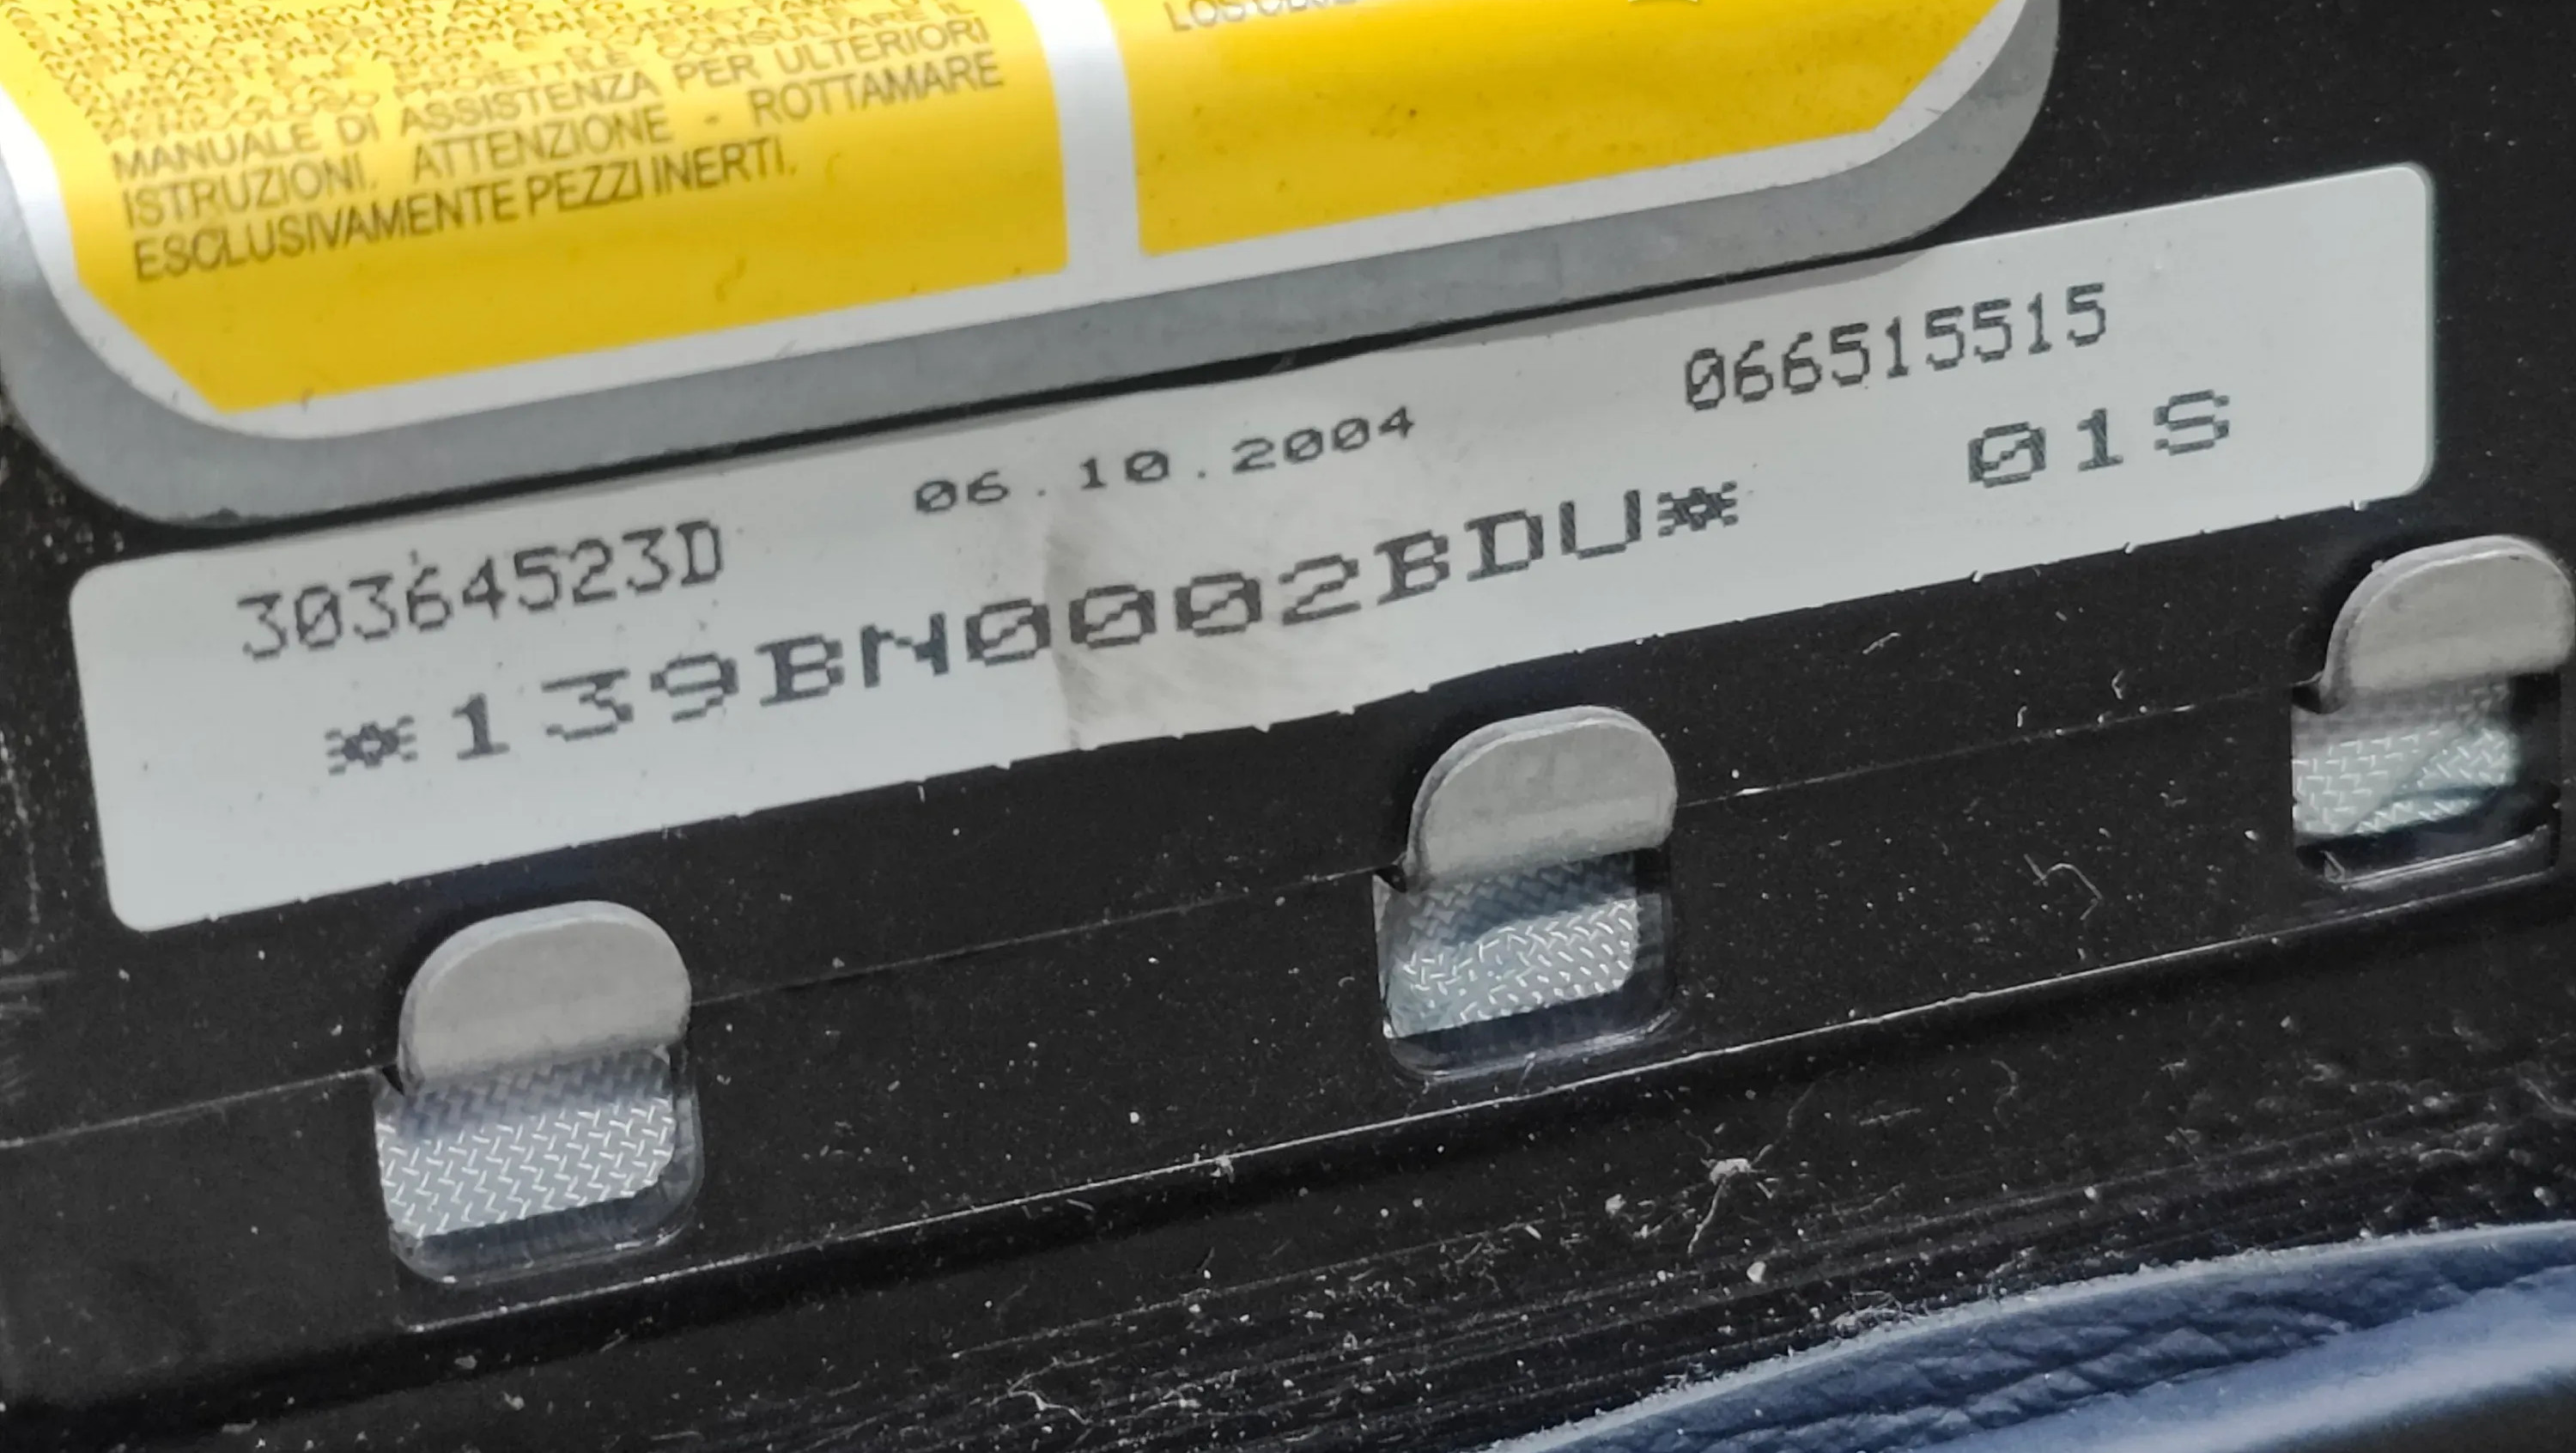 MANUALE DI ASSISTENZA PER ULTERIORI
ISTRUZIONI. ATTENZIONE - ROTTAMARE
ESCLUSIVAMENTE PEZZI INERTI.
30364523D
06.10.2004
066515515
*139BN0002BDU*
01S